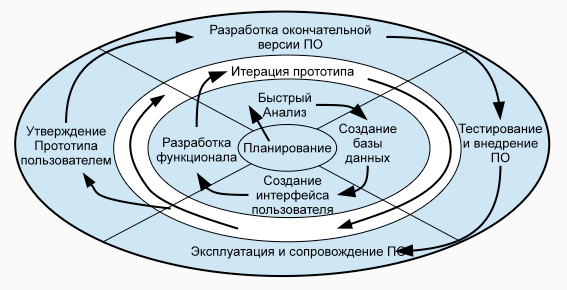 Разработка окончательной
версии ПО
Итерация прототипа
Быстрый
Анализ
Утверждение
Прототипа
пользователем
Разработка
функционала
Планирование
Создание
базы
данных
Тестирование
и внедрение
ПО
Создание
интерфейса
пользователя
Эксплуатация и сопровождение ПО